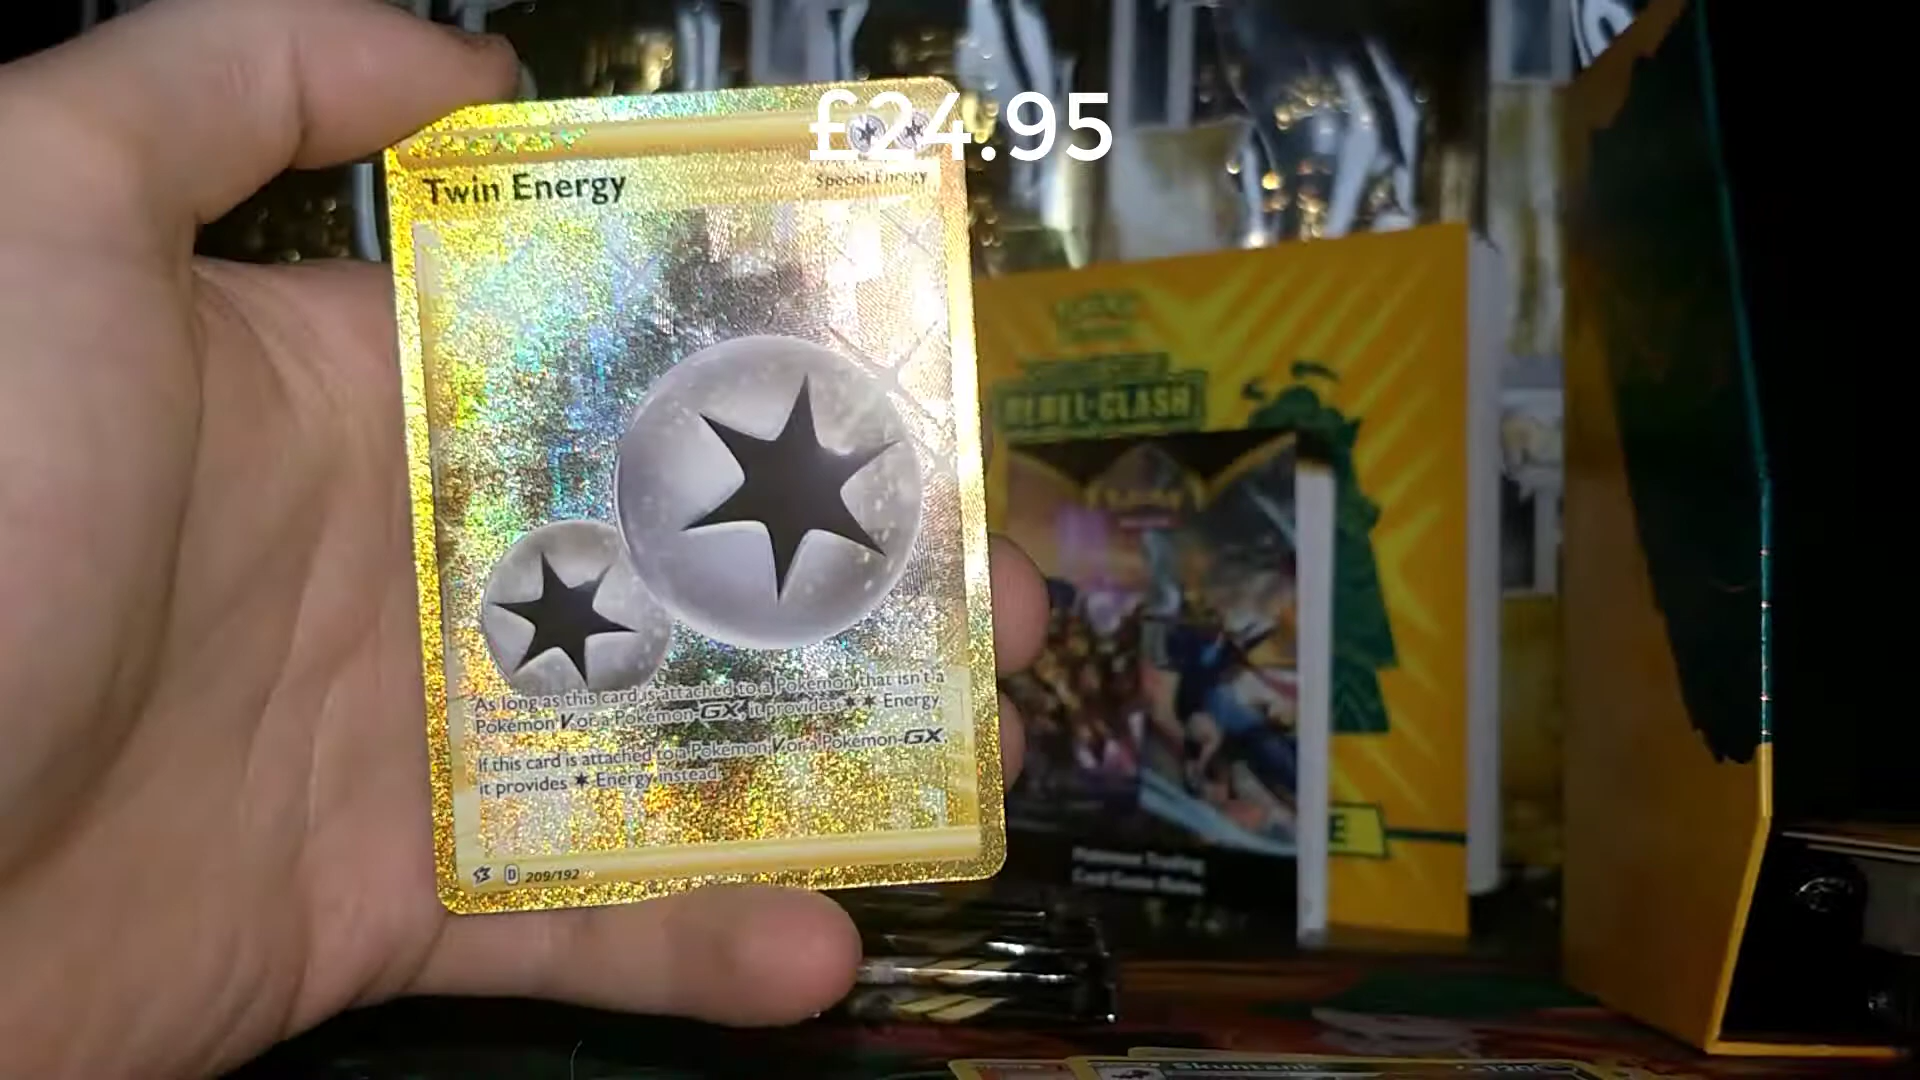 £24.95
Twin Energy
Special Energy
As long as this card is attached to a Pokémon that isn't a
Pokémon V or a Pokémon-GX, it provides Energy.
If this card is attached to a Pokémon V or a Pokémon-GX,
it provides Energy instead.
D 209/192
REBEL CLASH
Pokémon Trading
Card Game Rules
E
Skuntank